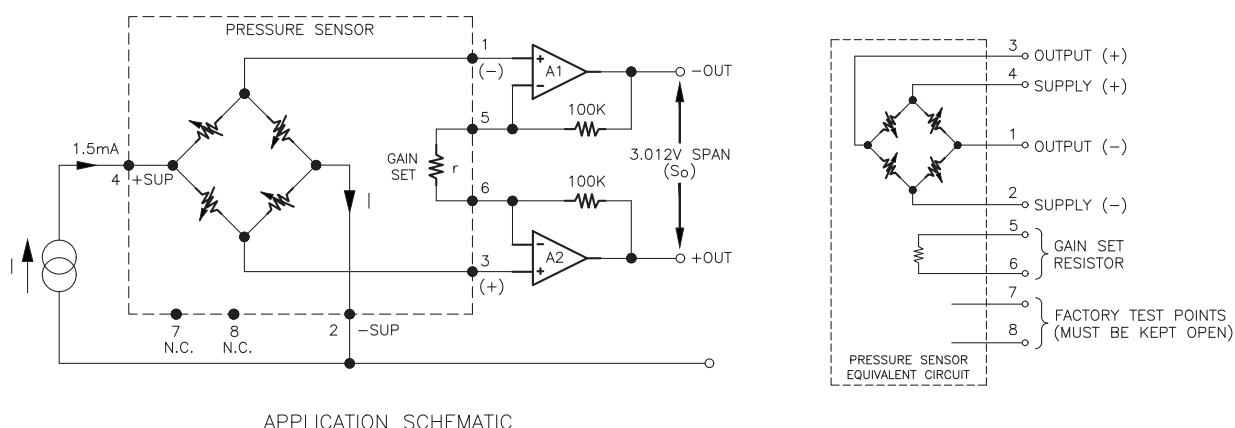 PRESSURE SENSOR
1
(-)
+
A1
-
-OUT
100K
5
1.5mA
4
+SUP
GAIN
SET
r
3.012V SPAN
(So)
I
6
100K
-
A2
+
+OUT
3
(+)
I
7
N.C.
8
N.C.
2
-SUP
APPLICATION SCHEMATIC
3
OUTPUT (+)
4
SUPPLY (+)
1
OUTPUT (-)
2
SUPPLY (-)
5
GAIN SET
RESISTOR
6
7
FACTORY TEST POINTS
(MUST BE KEPT OPEN)
8
PRESSURE SENSOR
EQUIVALENT CIRCUIT